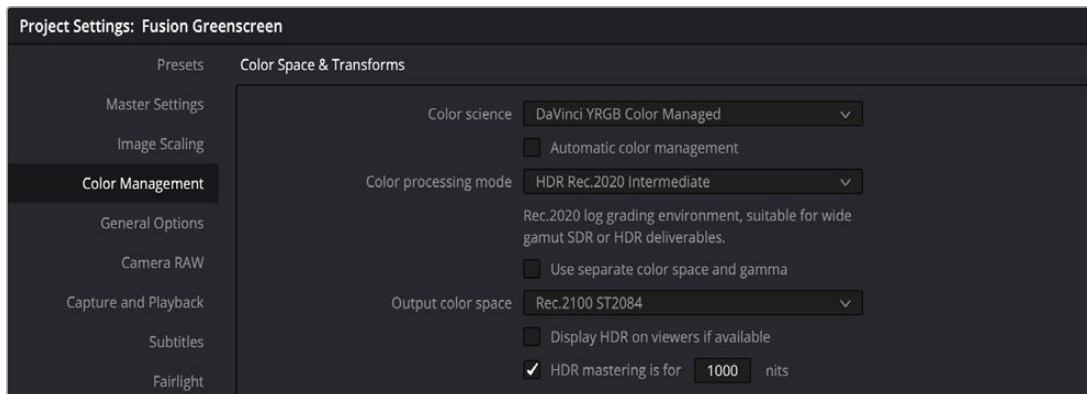 Project Settings: Fusion Greenscreen
Presets
Color Space & Transforms
Master Settings
Image Scaling
Color Management
General Options
Camera RAW
Capture and Playback
Subtitles
Fairlight
Color science DaVinci YRGB Color Managed
Automatic color management
Color processing mode HDR Rec.2020 Intermediate
Rec.2020 log grading environment, suitable for wide
gamut SDR or HDR deliverables.
Use separate color space and gamma
Output color space Rec.2100 ST2084
Display HDR on viewers if available
HDR mastering is for 1000 nits